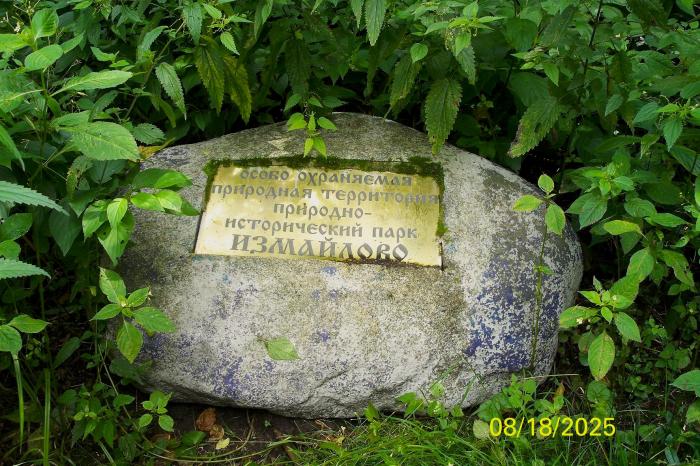 ОСОБО ОХРАНЯЕМАЯ
ПРИРОДНАЯ ТЕРРИТОРИЯ
ПРИРОДНО-
ИСТОРИЧЕСКИЙ ПАРК
ИЗМАЙЛОВО
08/18/2025